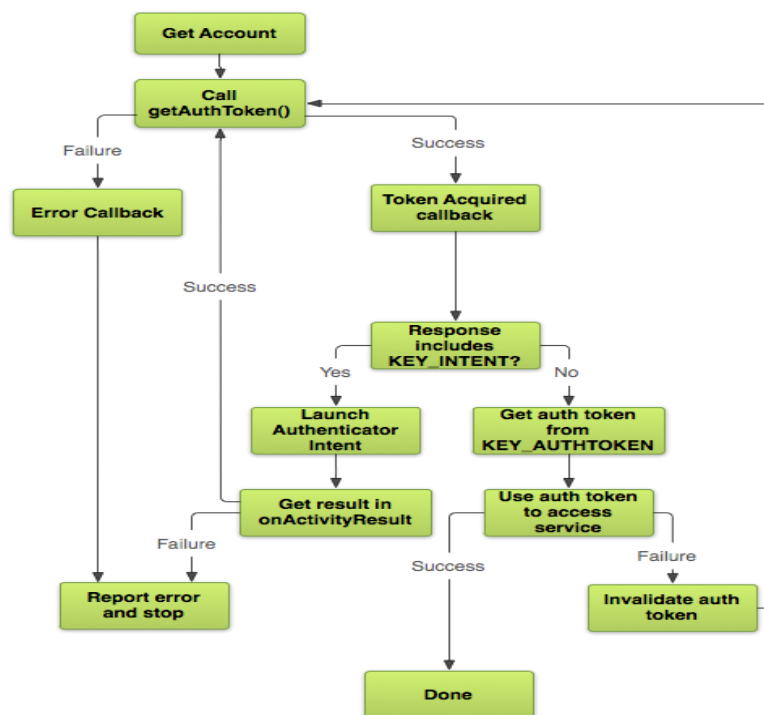 Get Account
Call
getAuthToken()
Failure
Success
Error Callback
Token Acquired
callback
Success
Response
includes
KEY_INTENT?
Yes
No
Launch
Authenticator
Intent
Get auth token
from
KEY_AUTHTOKEN
Get result in
onActivityResult
Use auth token
to access
service
Failure
Success
Failure
Report error
and stop
Invalidate auth
token
Done